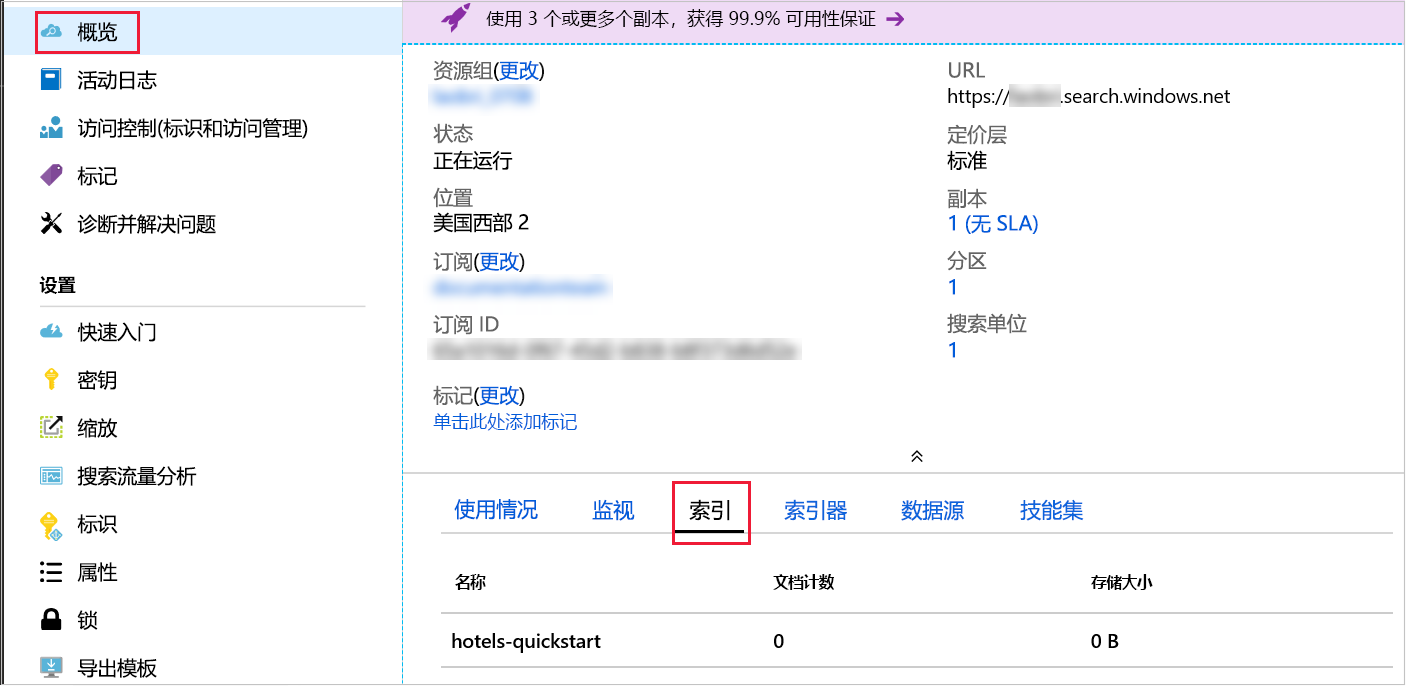 概览
活动日志
访问控制(标识和访问管理)
标记
诊断并解决问题
设置
快速入门
密钥
缩放
搜索流量分析
标识
属性
锁
导出模板
使用 3 个或更多个副本，获得 99.9% 可用性保证
资源组(更改)
状态
正在运行
位置
美国西部 2
订阅(更改)
订阅 ID
标记(更改)
单击此处添加标记
URL
https:// .search.windows.net
定价层
标准
副本
1 (无 SLA)
分区
1
搜索单位
1
使用情况 监视 索引 索引器 数据源 技能集
名称 文档计数 存储大小
hotels-quickstart 0 0 B